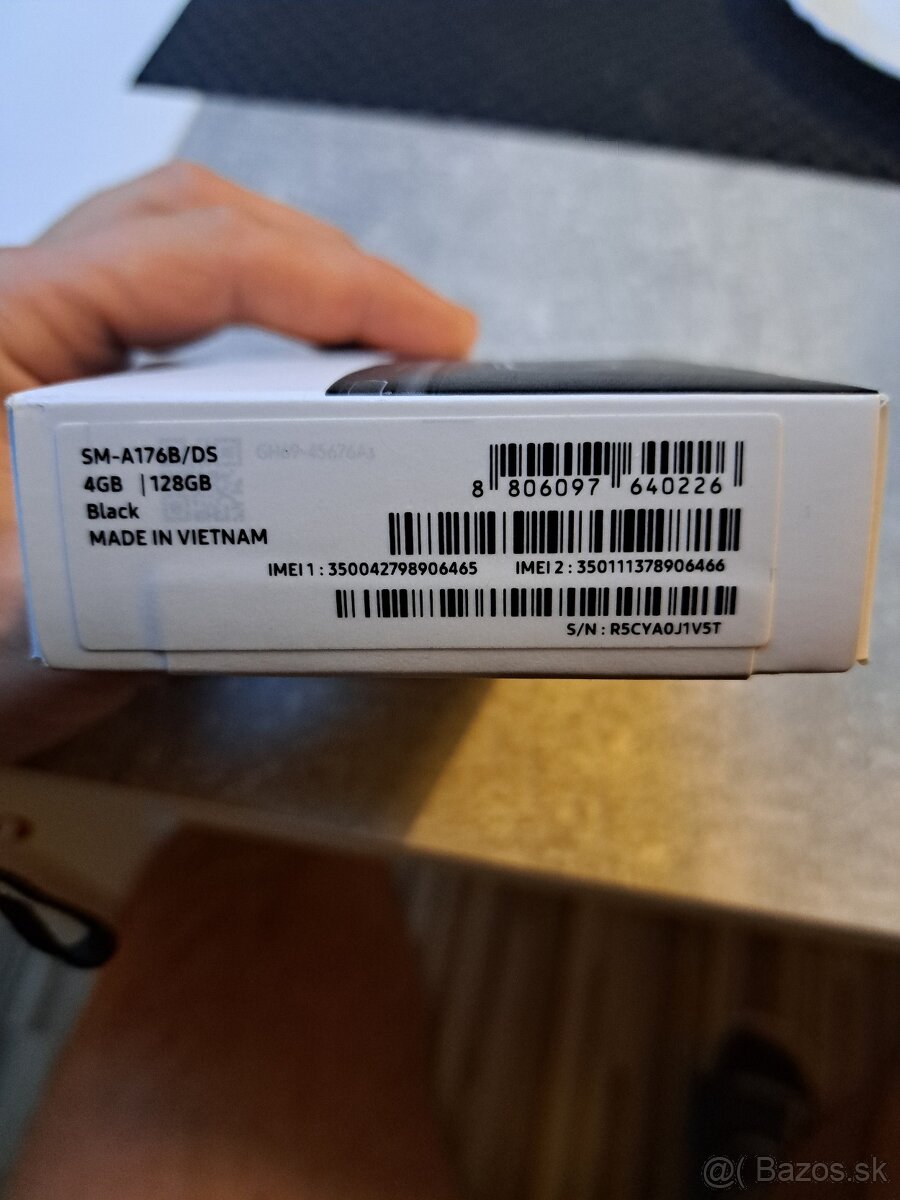 SM-A176B/DS
4GB | 128GB
Black
MADE IN VIETNAM
8 806097 640226
IMEI 1 : 350042798906465 IMEI 2 : 350111378906466
S/N : R5CYA0J1V5T
@( Bazos.sk